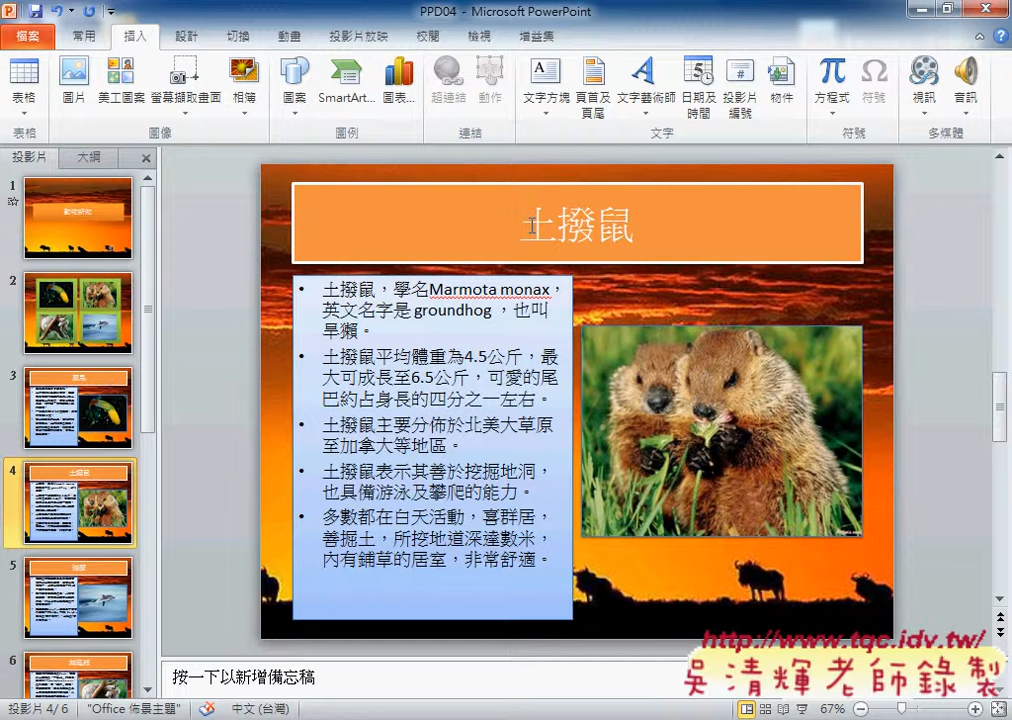 PPD04 - Microsoft PowerPoint
檔案 常用 插入 設計 切換 動畫 投影片放映 校閱 檢視 增益集
表格 圖片 美工圖案 螢幕擷取畫面 相簿 圖案 SmartArt... 圖表... 超連結 動作 文字方塊 頁首及頁尾 文字藝術師 日期及時間 投影片編號 物件 方程式 符號 視訊 音訊
表格 圖像 圖例 連結 文字 符號 多媒體
投影片 大綱
1
2
3
4
5
6
土撥鼠
• 土撥鼠，學名Marmota monax，
英文名字是 groundhog ，也叫
旱獺。
• 土撥鼠平均體重為4.5公斤，最
大可成長至6.5公斤，可愛的尾
巴約占身長的四分之一左右。
• 土撥鼠主要分佈於北美大草原
至加拿大等地區。
• 土撥鼠表示其善於挖掘地洞，
也具備游泳及攀爬的能力。
• 多數都在白天活動，喜群居，
善掘土，所挖地道深達數米，
內有鋪草的居室，非常舒適。
http://www.tqc.idv.tw/
吳清輝老師錄製
按一下以新增備忘稿
投影片 4/6 "Office 佈景主題" 中文 (台灣) 67%